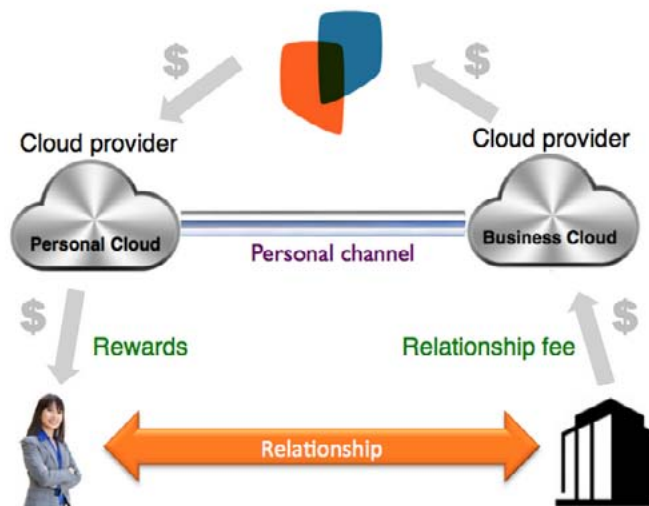 $
$
Cloud provider
Cloud provider
Personal Cloud
Business Cloud
Personal channel
$
$
Rewards
Relationship fee
Relationship